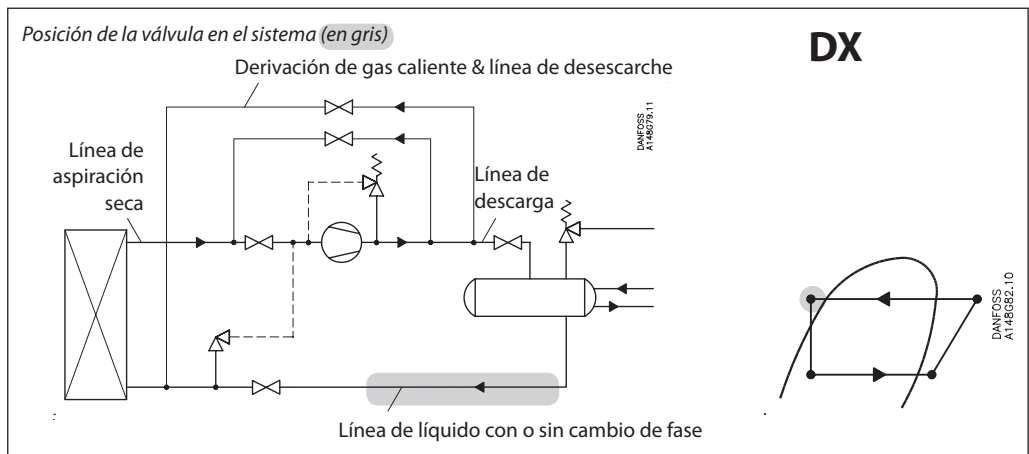 Posición de la válvula en el sistema (en gris)
DX
Derivación de gas caliente & línea de desescarche
DANFOSS
A148G79.11
Línea de
aspiración
seca
Línea de
descarga
DANFOSS
A148G82.10
Línea de líquido con o sin cambio de fase